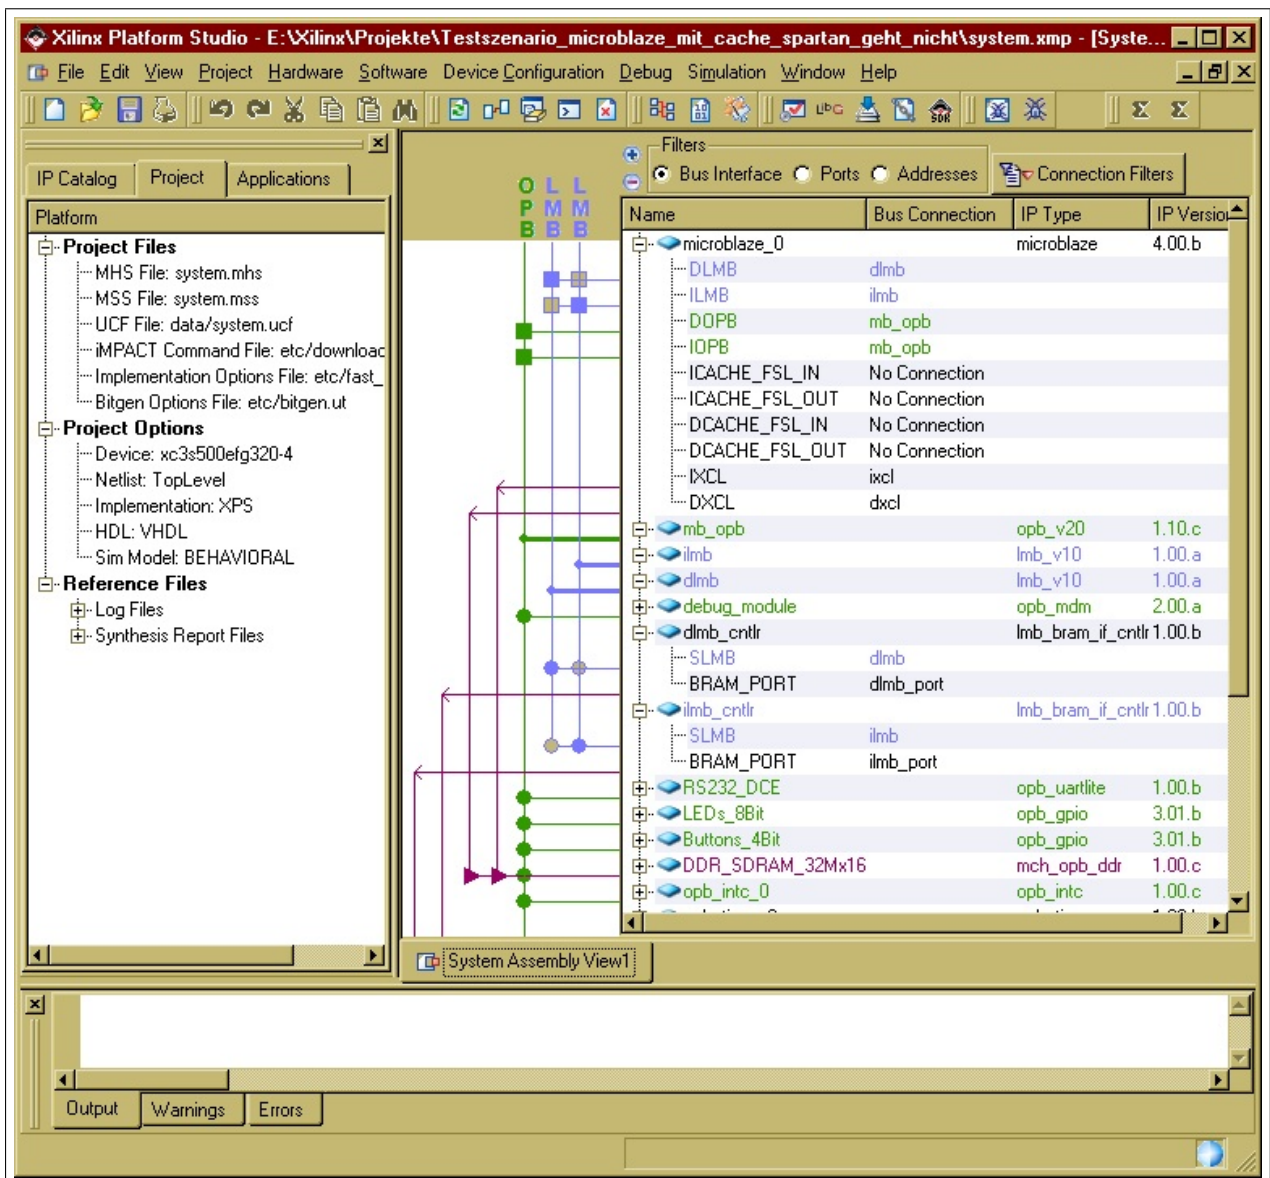 Xilinx Platform Studio - E:\Xilinx\Projekte\Testszenario_microblaze_mit_cache_spartan_geht_nicht\system.xmp - [Syste...
File Edit View Project Hardware Software Device Configuration Debug Simulation Window Help
IP Catalog Project Applications
Platform
Project Files
MHS File: system.mhs
MSS File: system.mss
UCF File: data/system.ucf
iMPACT Command File: etc/download
Implementation Options File: etc/fast_
Bitgen Options File: etc/bitgen.ut
Project Options
Device: xc3s500efg320-4
Netlist: TopLevel
Implementation: XPS
HDL: VHDL
Sim Model: BEHAVIORAL
Reference Files
Log Files
Synthesis Report Files
OPB LMB LMB
Filters
Bus Interface Ports Addresses Connection Filters
Name Bus Connection IP Type IP Versio
microblaze_0 microblaze 4.00.b
DLMB dlmb
ILMB ilmb
DOPB mb_opb
IOPB mb_opb
ICACHE_FSL_IN No Connection
ICACHE_FSL_OUT No Connection
DCACHE_FSL_IN No Connection
DCACHE_FSL_OUT No Connection
IXCL ixcl
DXCL dxcl
mb_opb opb_v20 1.10.c
ilmb lmb_v10 1.00.a
dlmb lmb_v10 1.00.a
debug_module opb_mdm 2.00.a
dlmb_cntlr lmb_bram_if_cntlr 1.00.b
SLMB dlmb
BRAM_PORT dlmb_port
ilmb_cntlr lmb_bram_if_cntlr 1.00.b
SLMB ilmb
BRAM_PORT ilmb_port
RS232_DCE opb_uartlite 1.00.b
LEDs_8Bit opb_gpio 3.01.b
Buttons_4Bit opb_gpio 3.01.b
DDR_SDRAM_32Mx16 mch_opb_ddr 1.00.c
opb_intc_0 opb_intc 1.00.c
System Assembly View1
Output Warnings Errors